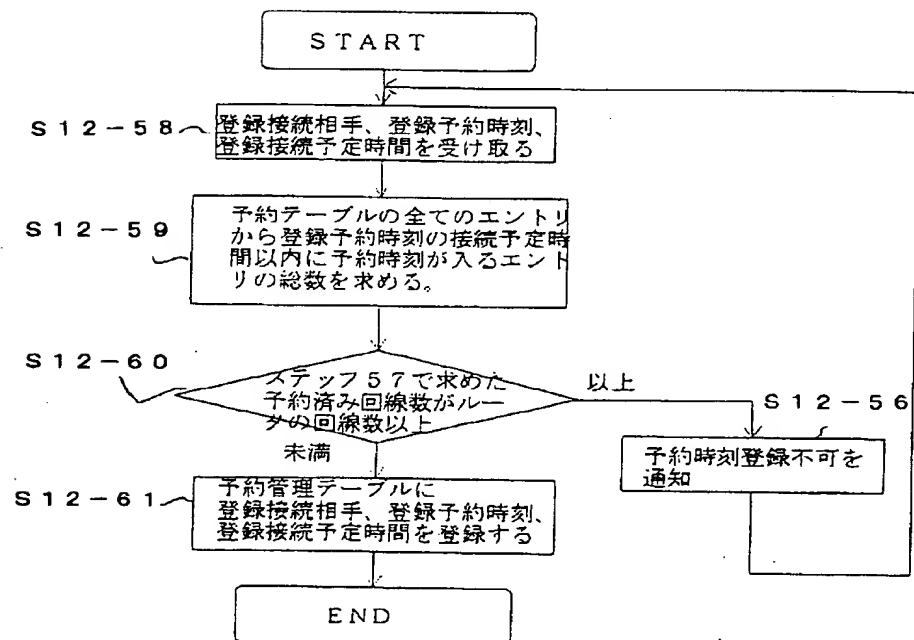 START
S12-58
登録接続相手、登録予約時刻、
登録接続予定時間を受け取る
S12-59
予約テーブルの全てのエントリ
から登録予約時刻の接続予定時
間以内に予約時刻が入るエント
リの総数を求める。
S12-60
ステップ57で求めた
予約済み回線数がルー
タの回線数以上
以上
未満
S12-56
予約時刻登録不可を
通知
S12-61
予約管理テーブルに
登録接続相手、登録予約時刻、
登録接続予定時間を登録する
END